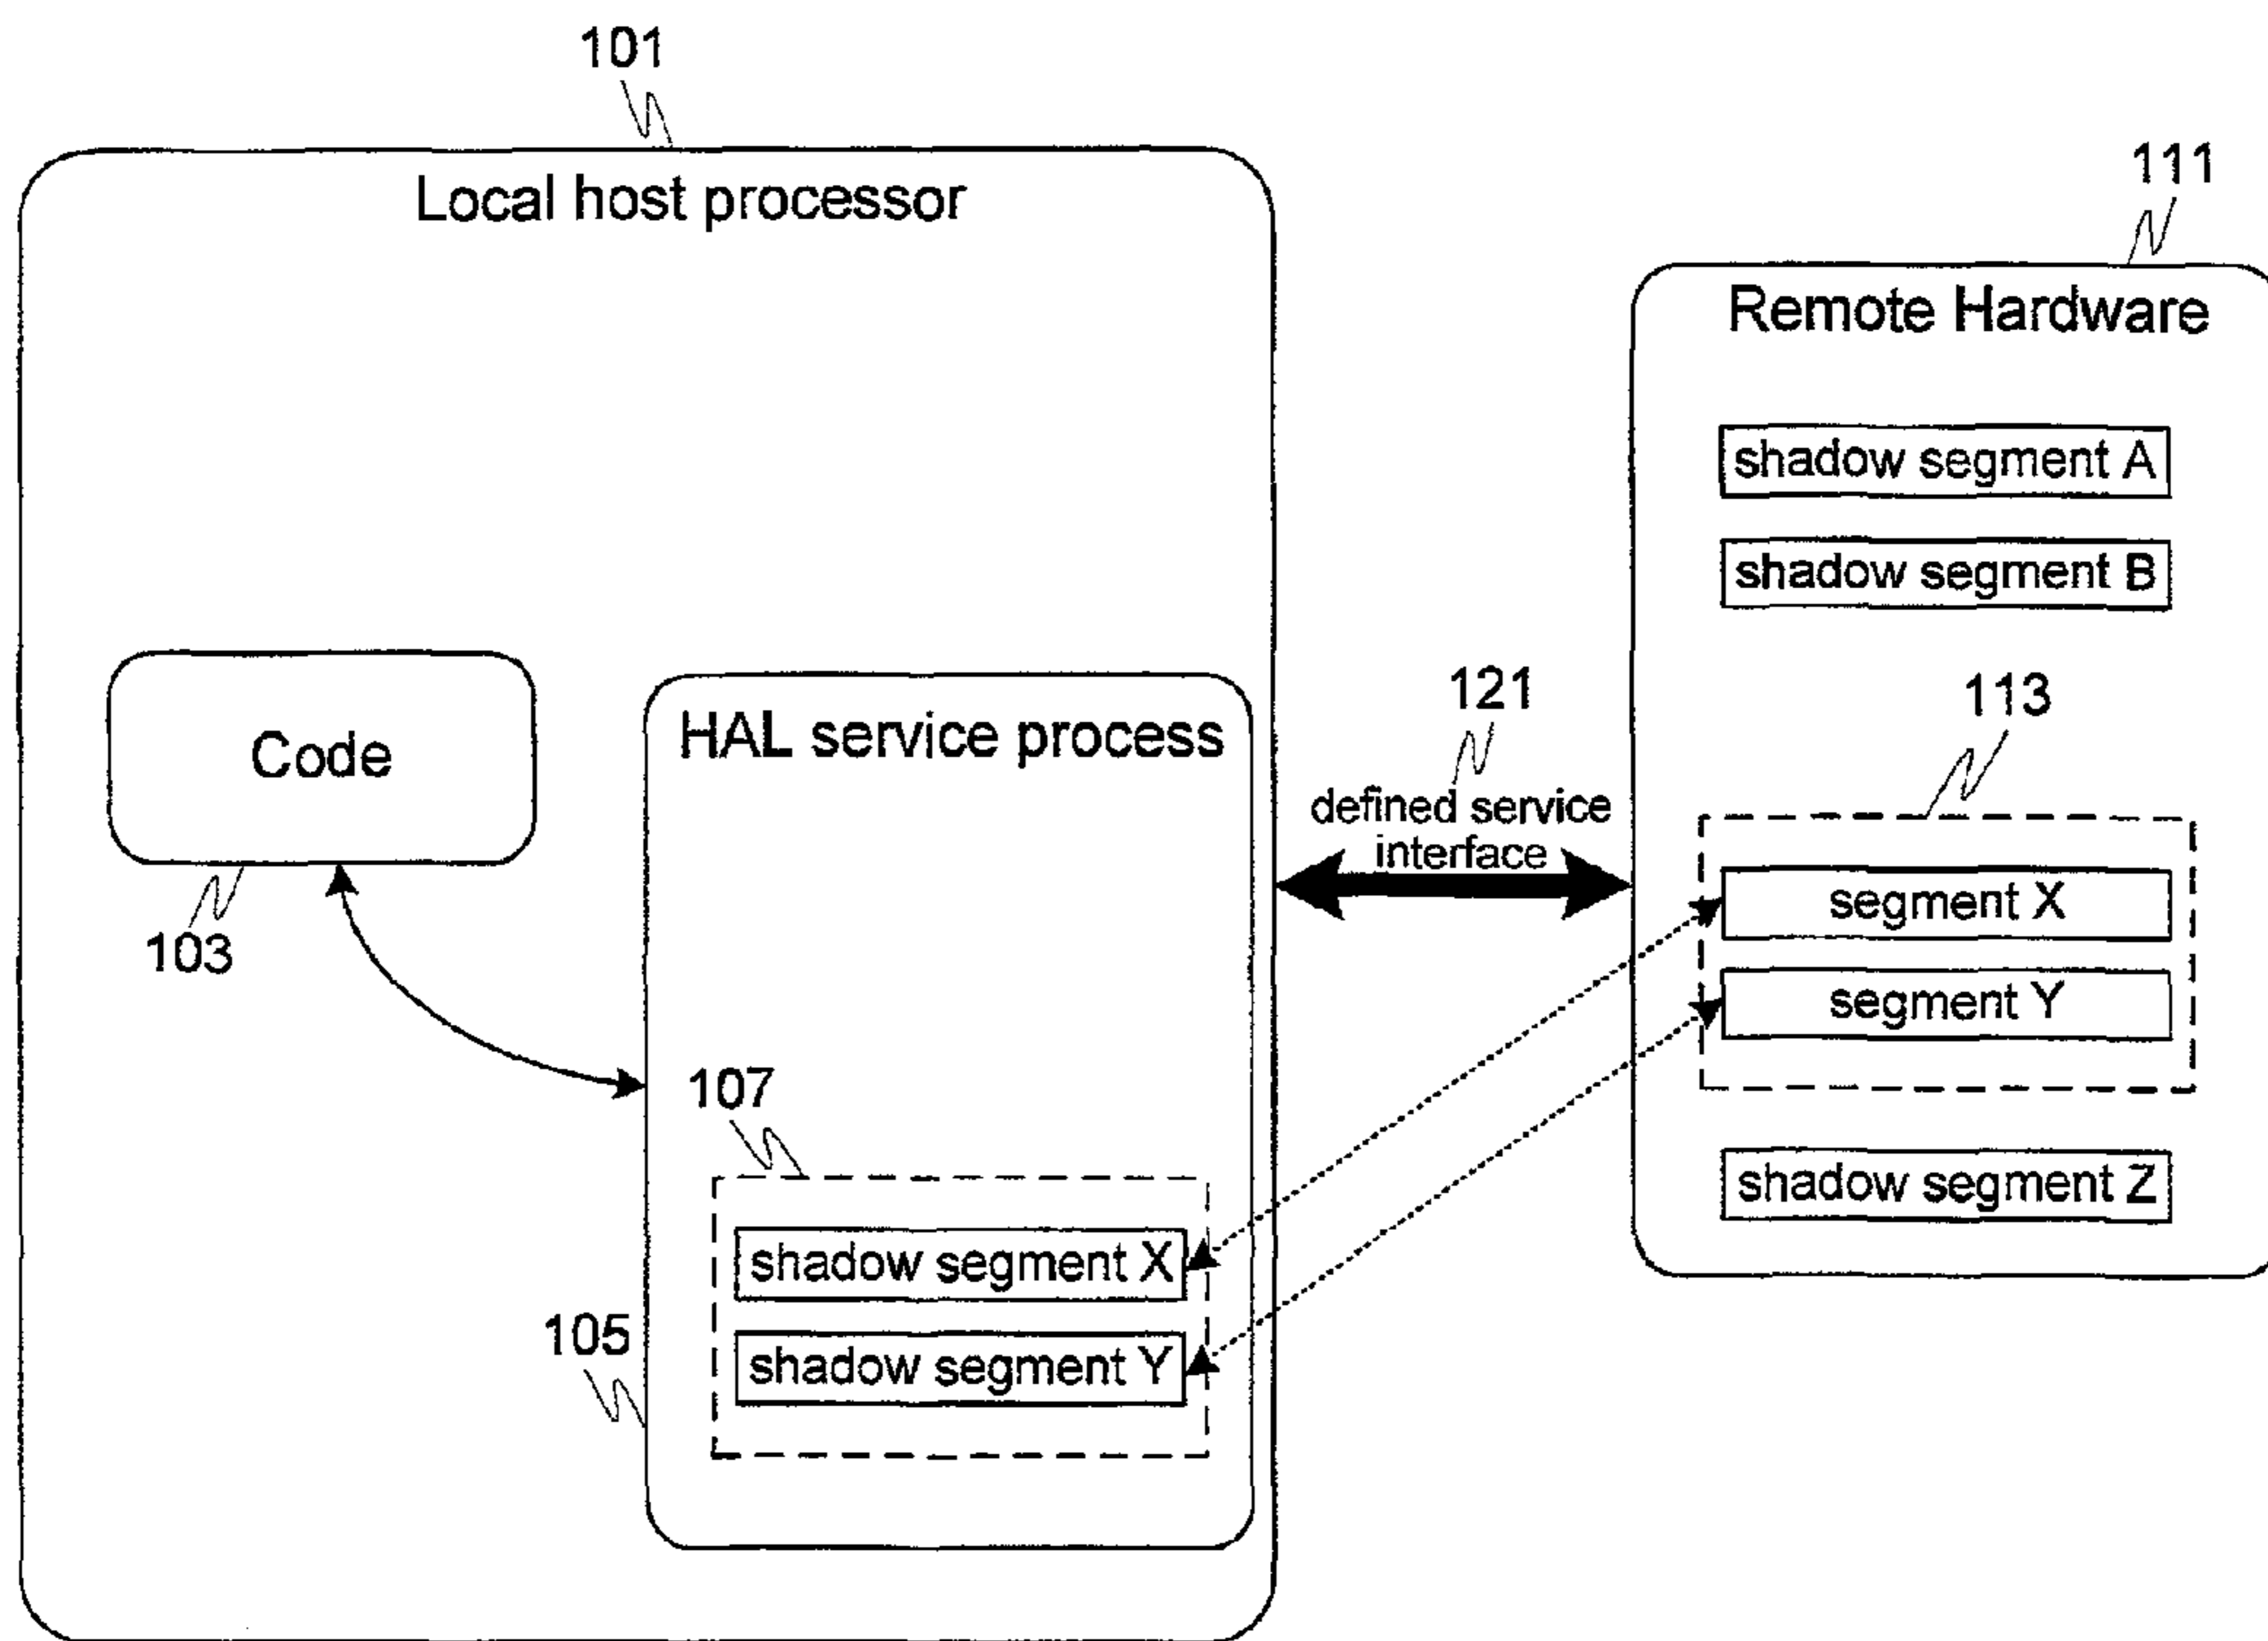 101
Local host processor
111
Remote Hardware
shadow segment A
shadow segment B
Code
103
HAL service process
121
defined service
interface
113
segment X
segment Y
107
shadow segment Z
shadow segment X
105
shadow segment Y